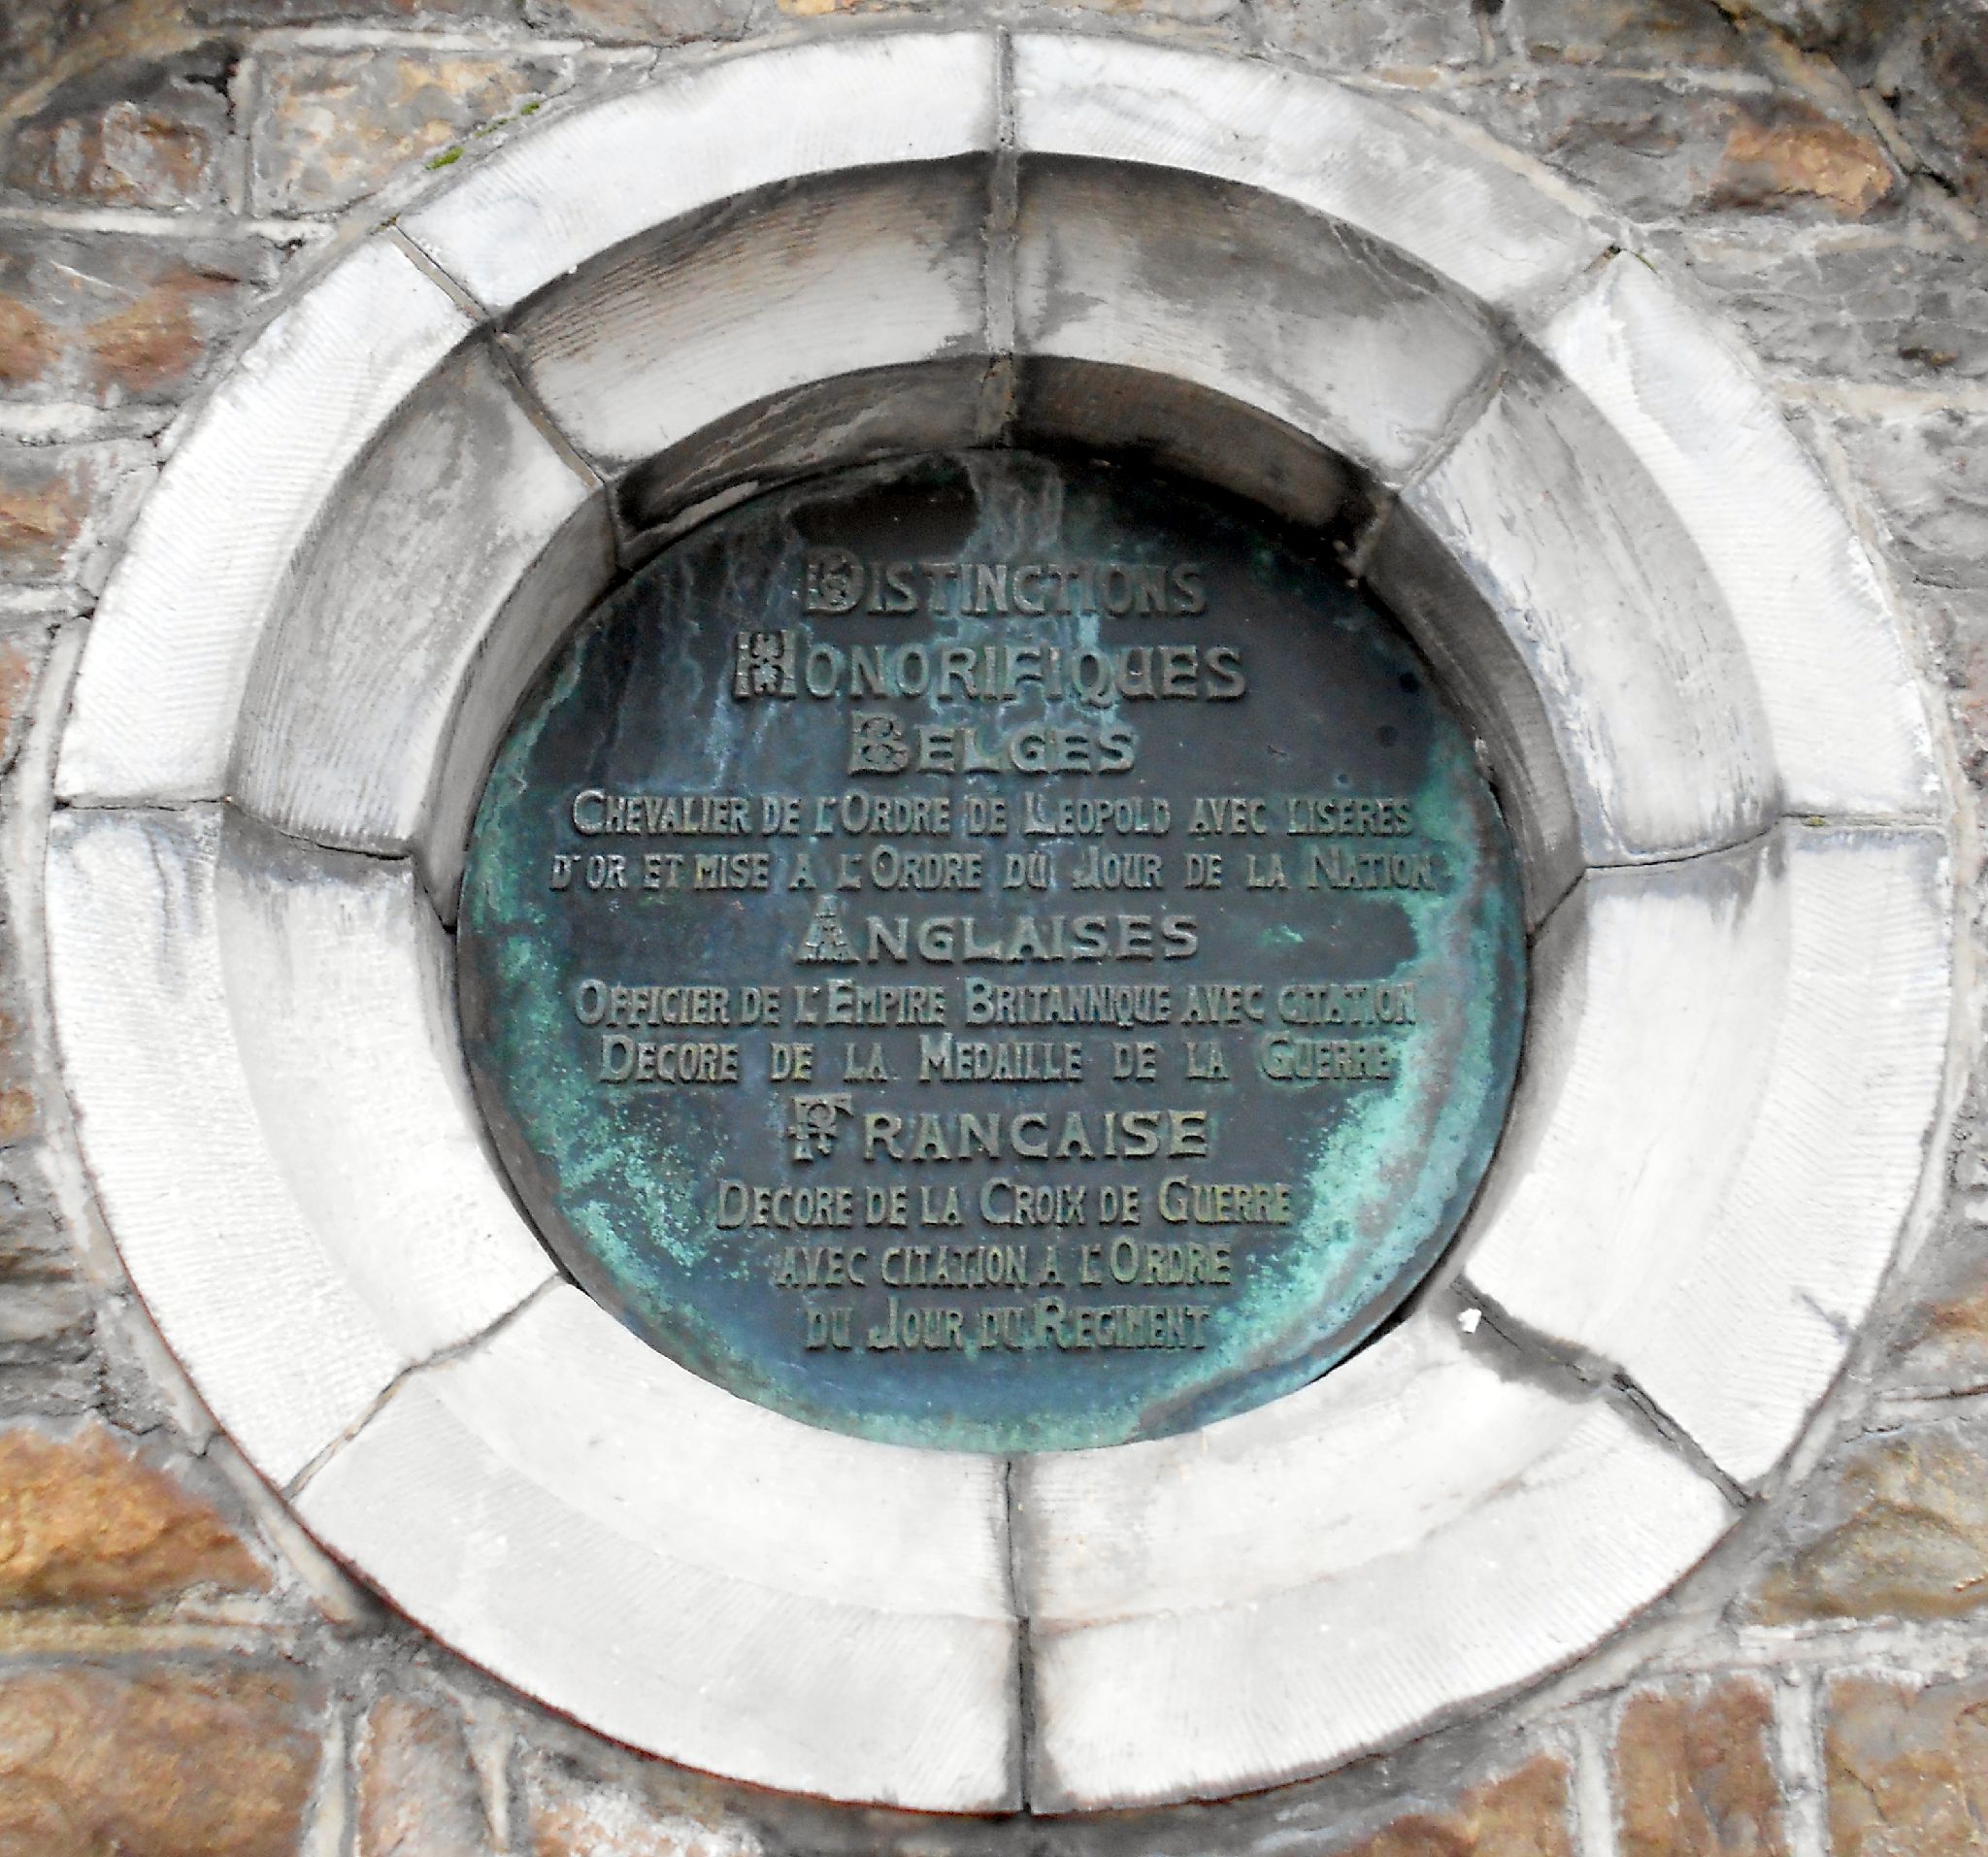 DISTINCTIONS
HONORIFIQUES
BELGES
CHEVALIER DE L'ORDRE DE LEOPOLD AVEC LISERES
D'OR ET MISE A L'ORDRE DU JOUR DE LA NATION
ANGLAISES
OFFICIER DE L'EMPIRE BRITANNIQUE AVEC CITATION
DECORE DE LA MEDAILLE DE LA GUERRE
FRANCAISE
DECORE DE LA CROIX DE GUERRE
AVEC CITATION A L'ORDRE
DU JOUR DU REGIMENT